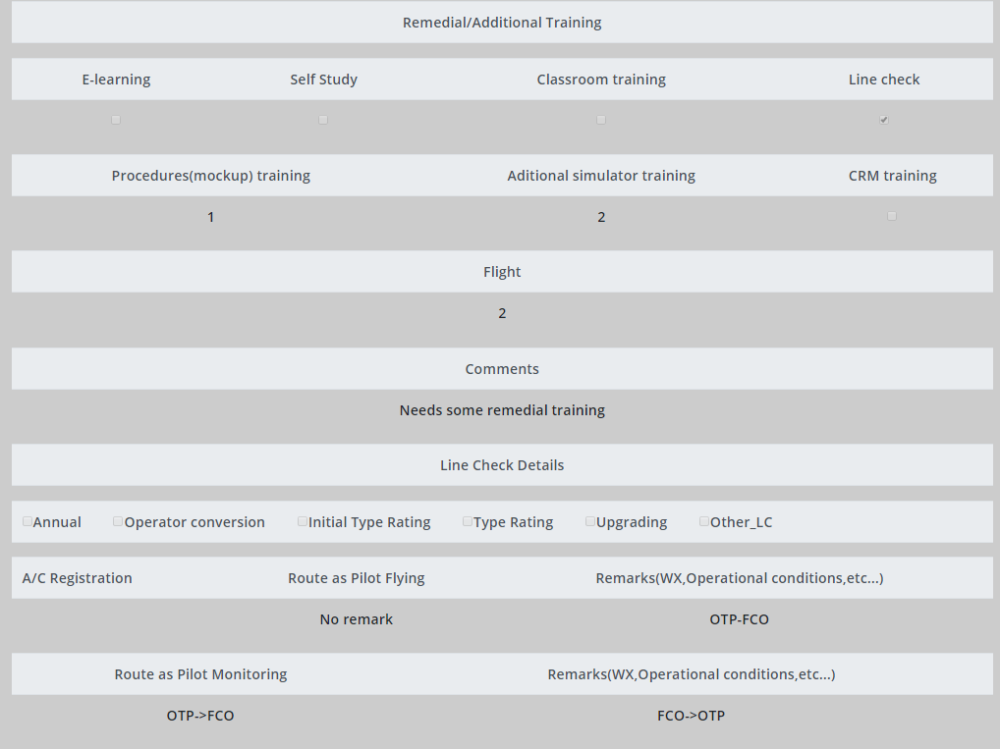 Remedial/Additional Training
E-learning Self Study Classroom training Line check
Procedures(mockup) training Aditional simulator training CRM training
1 2
Flight
2
Comments
Needs some remedial training
Line Check Details
Annual Operator conversion Initial Type Rating Type Rating Upgrading Other_LC
A/C Registration Route as Pilot Flying Remarks(WX,Operational conditions,etc...)
No remark OTP-FCO
Route as Pilot Monitoring Remarks(WX,Operational conditions,etc...)
OTP->FCO FCO->OTP